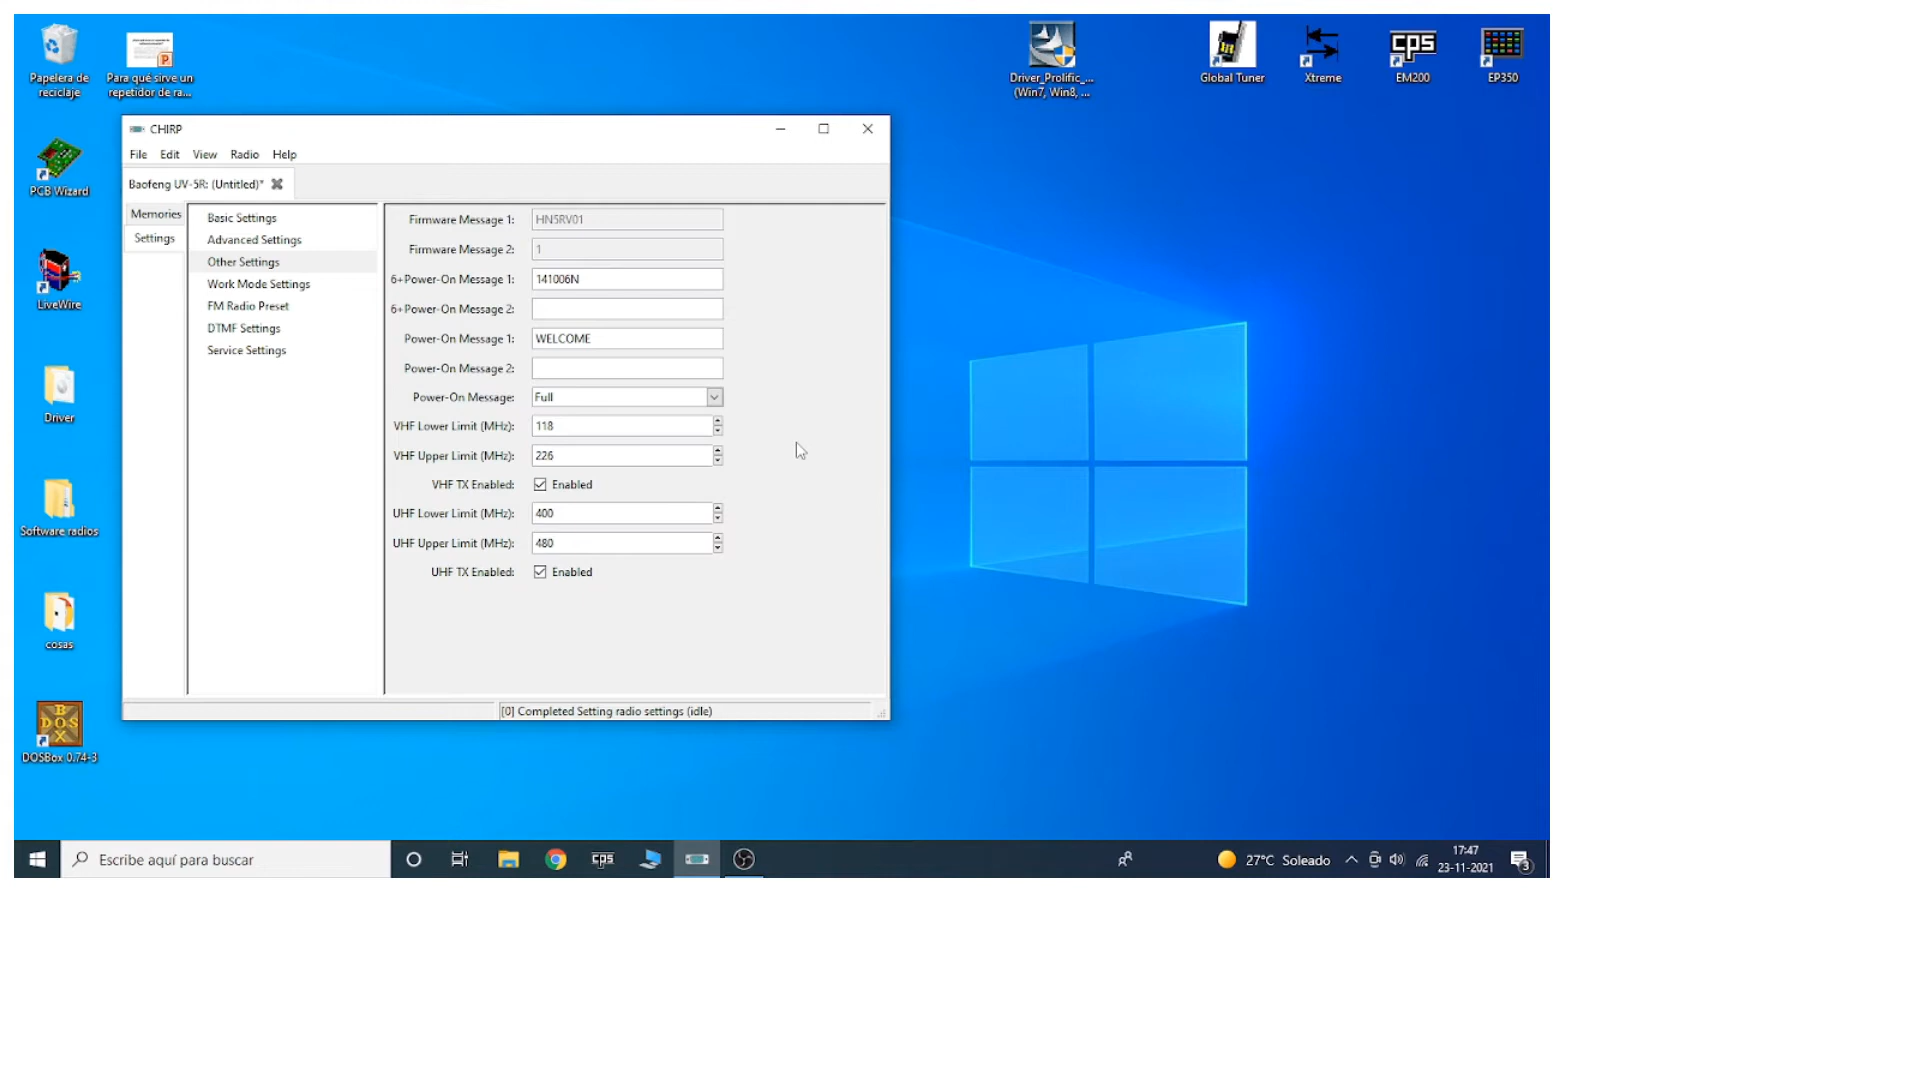 Papelera de
reciclaje
Para qué sirve un
repetidor de ra...
Driver_Prolific_...
(Win7, Win8, ...
Global Tuner
Xtreme
cps
EM200
EP350
PCB Wizard
LiveWire
Driver
Software radios
cosas
BOX
DOS
DOSBox 0.74-3
CHIRP
File Edit View Radio Help
Baofeng UV-5R: (Untitled)*
Memories
Settings
Basic Settings
Advanced Settings
Other Settings
Work Mode Settings
FM Radio Preset
DTMF Settings
Service Settings
Firmware Message 1: HN5RV01
Firmware Message 2: 1
6+Power-On Message 1: 141006N
6+Power-On Message 2:
Power-On Message 1: WELCOME
Power-On Message 2:
Power-On Message: Full
VHF Lower Limit (MHz): 118
VHF Upper Limit (MHz): 226
VHF TX Enabled: Enabled
UHF Lower Limit (MHz): 400
UHF Upper Limit (MHz): 480
UHF TX Enabled: Enabled
[0] Completed Setting radio settings (idle)
Escribe aquí para buscar
cps
27°C Soleado
17:47
23-11-2021
3